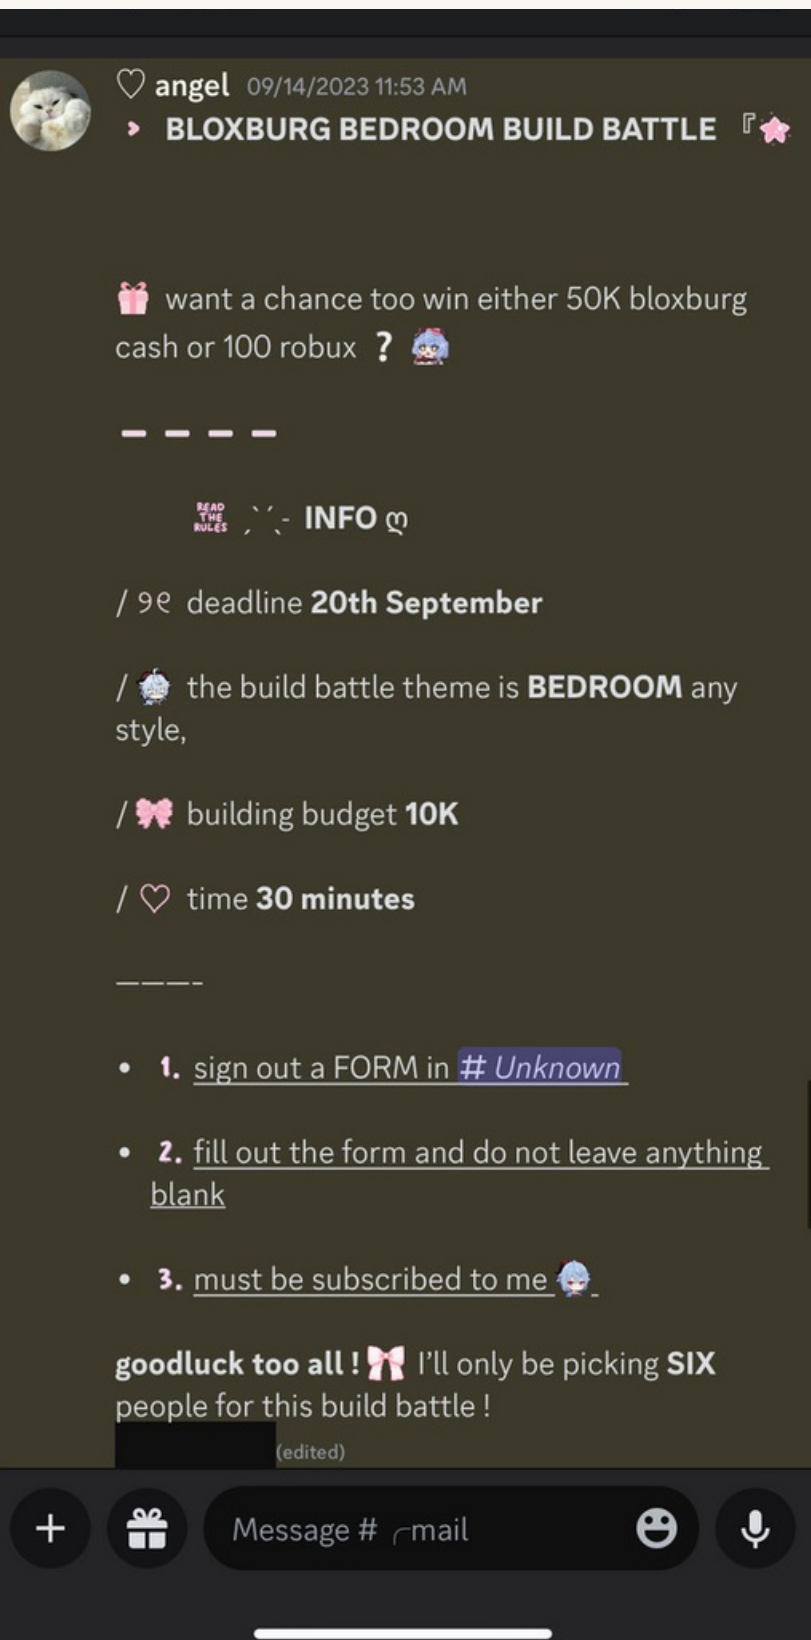 ♡ angel 09/14/2023 11:53 AM
BLOXBURG BEDROOM BUILD BATTLE 『
want a chance too win either 50K bloxburg
cash or 100 robux ?
READ
THE
RULES
ˏˋˊˎ- INFO ღ
/ ୨୧ deadline 20th September
/ the build battle theme is BEDROOM any
style,
/ building budget 10K
/ ♡ time 30 minutes
———-
• 1. sign out a FORM in # Unknown
• 2. fill out the form and do not leave anything
blank
• 3. must be subscribed to me
goodluck too all ! I’ll only be picking SIX
people for this build battle !
(edited)
Message # ╭mail